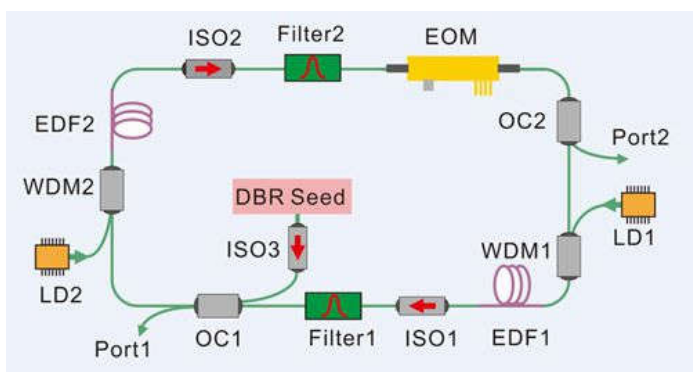 ISO2
Filter2
EOM
EDF2
OC2
Port2
WDM2
DBR Seed
ISO3
WDM1
LD1
LD2
Port1
OC1
Filter1
ISO1
EDF1